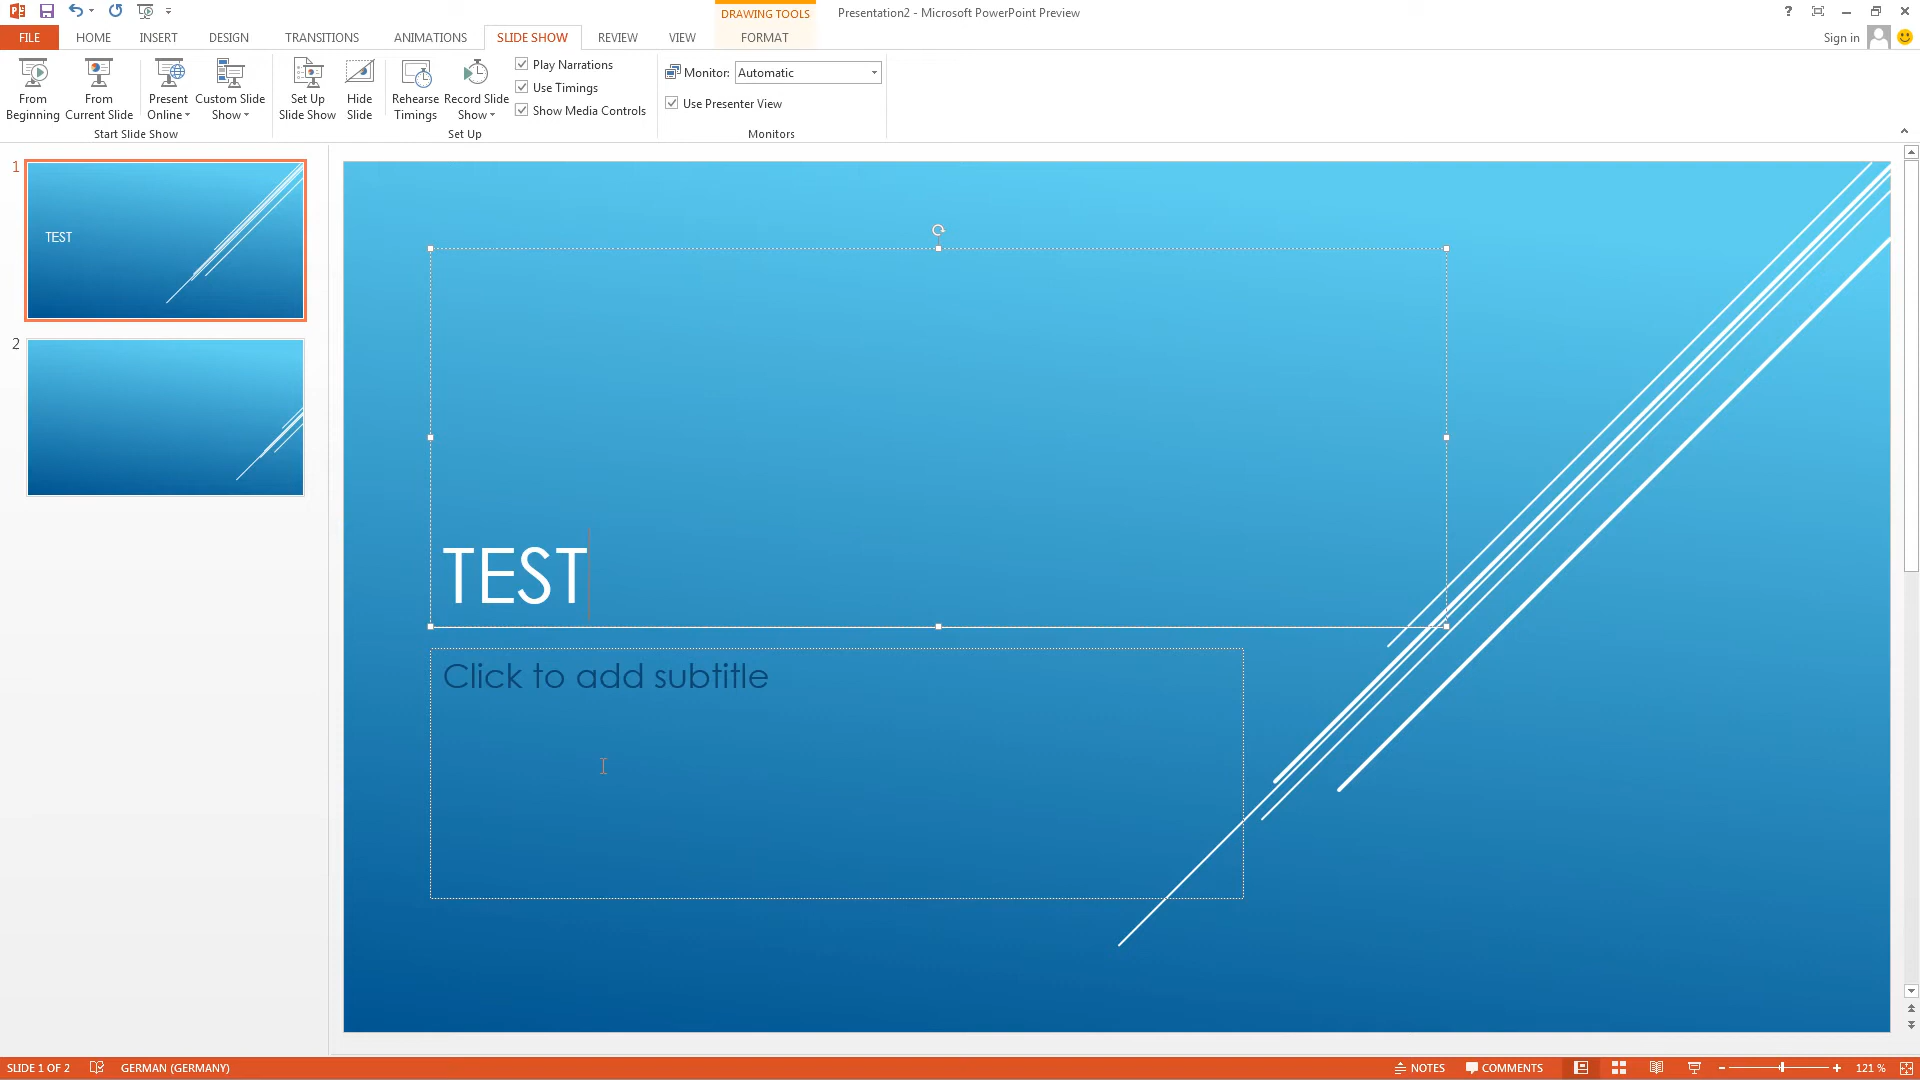 DRAWING TOOLS
Presentation2 - Microsoft PowerPoint Preview
?
FILE
HOME
INSERT
DESIGN
TRANSITIONS
ANIMATIONS
SLIDE SHOW
REVIEW
VIEW
FORMAT
Sign in
From Beginning
From Current Slide
Present Online
Custom Slide Show
Set Up Slide Show
Hide Slide
Rehearse Timings
Record Slide Show
Play Narrations
Use Timings
Show Media Controls
Monitor: Automatic
Use Presenter View
Start Slide Show
Set Up
Monitors
1
TEST
2
TEST
Click to add subtitle
SLIDE 1 OF 2
GERMAN (GERMANY)
NOTES
COMMENTS
121 %